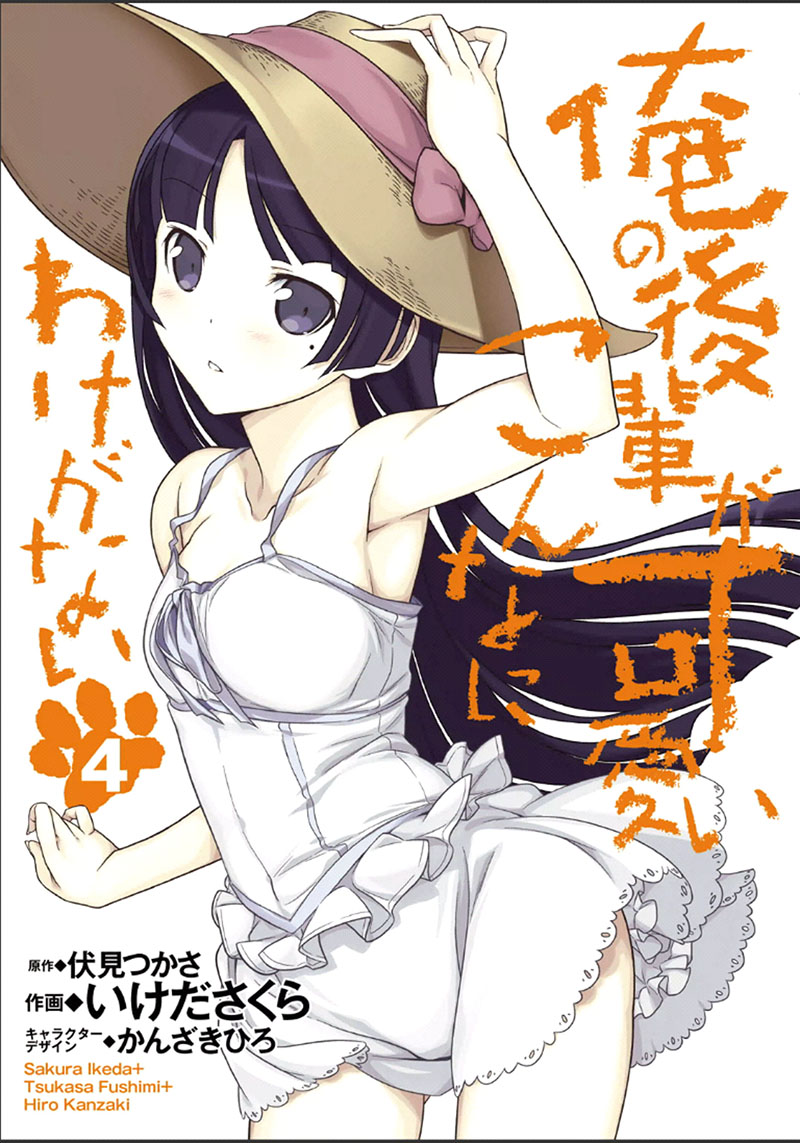 俺の後輩が
こんなに
可愛い
わけがない
4
原作◆伏見つかさ
作画◆いけださくら
キャラクター
デザイン◆かんざきひろ
Sakura Ikeda+
Tsukasa Fushimi+
Hiro Kanzaki